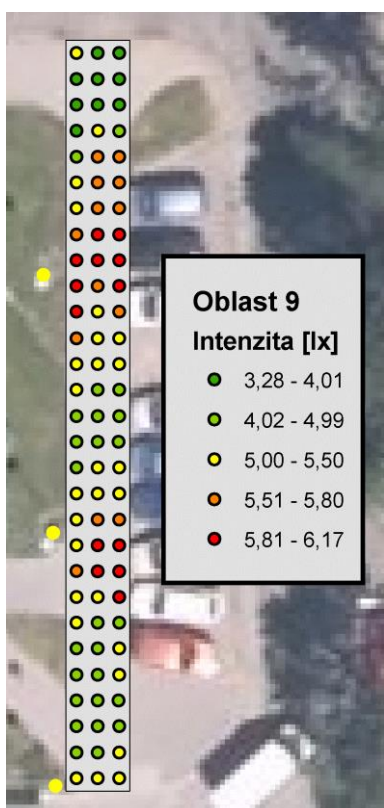 Oblast 9
Intenzita [lx]
3,28 - 4,01
4,02 - 4,99
5,00 - 5,50
5,51 - 5,80
5,81 - 6,17